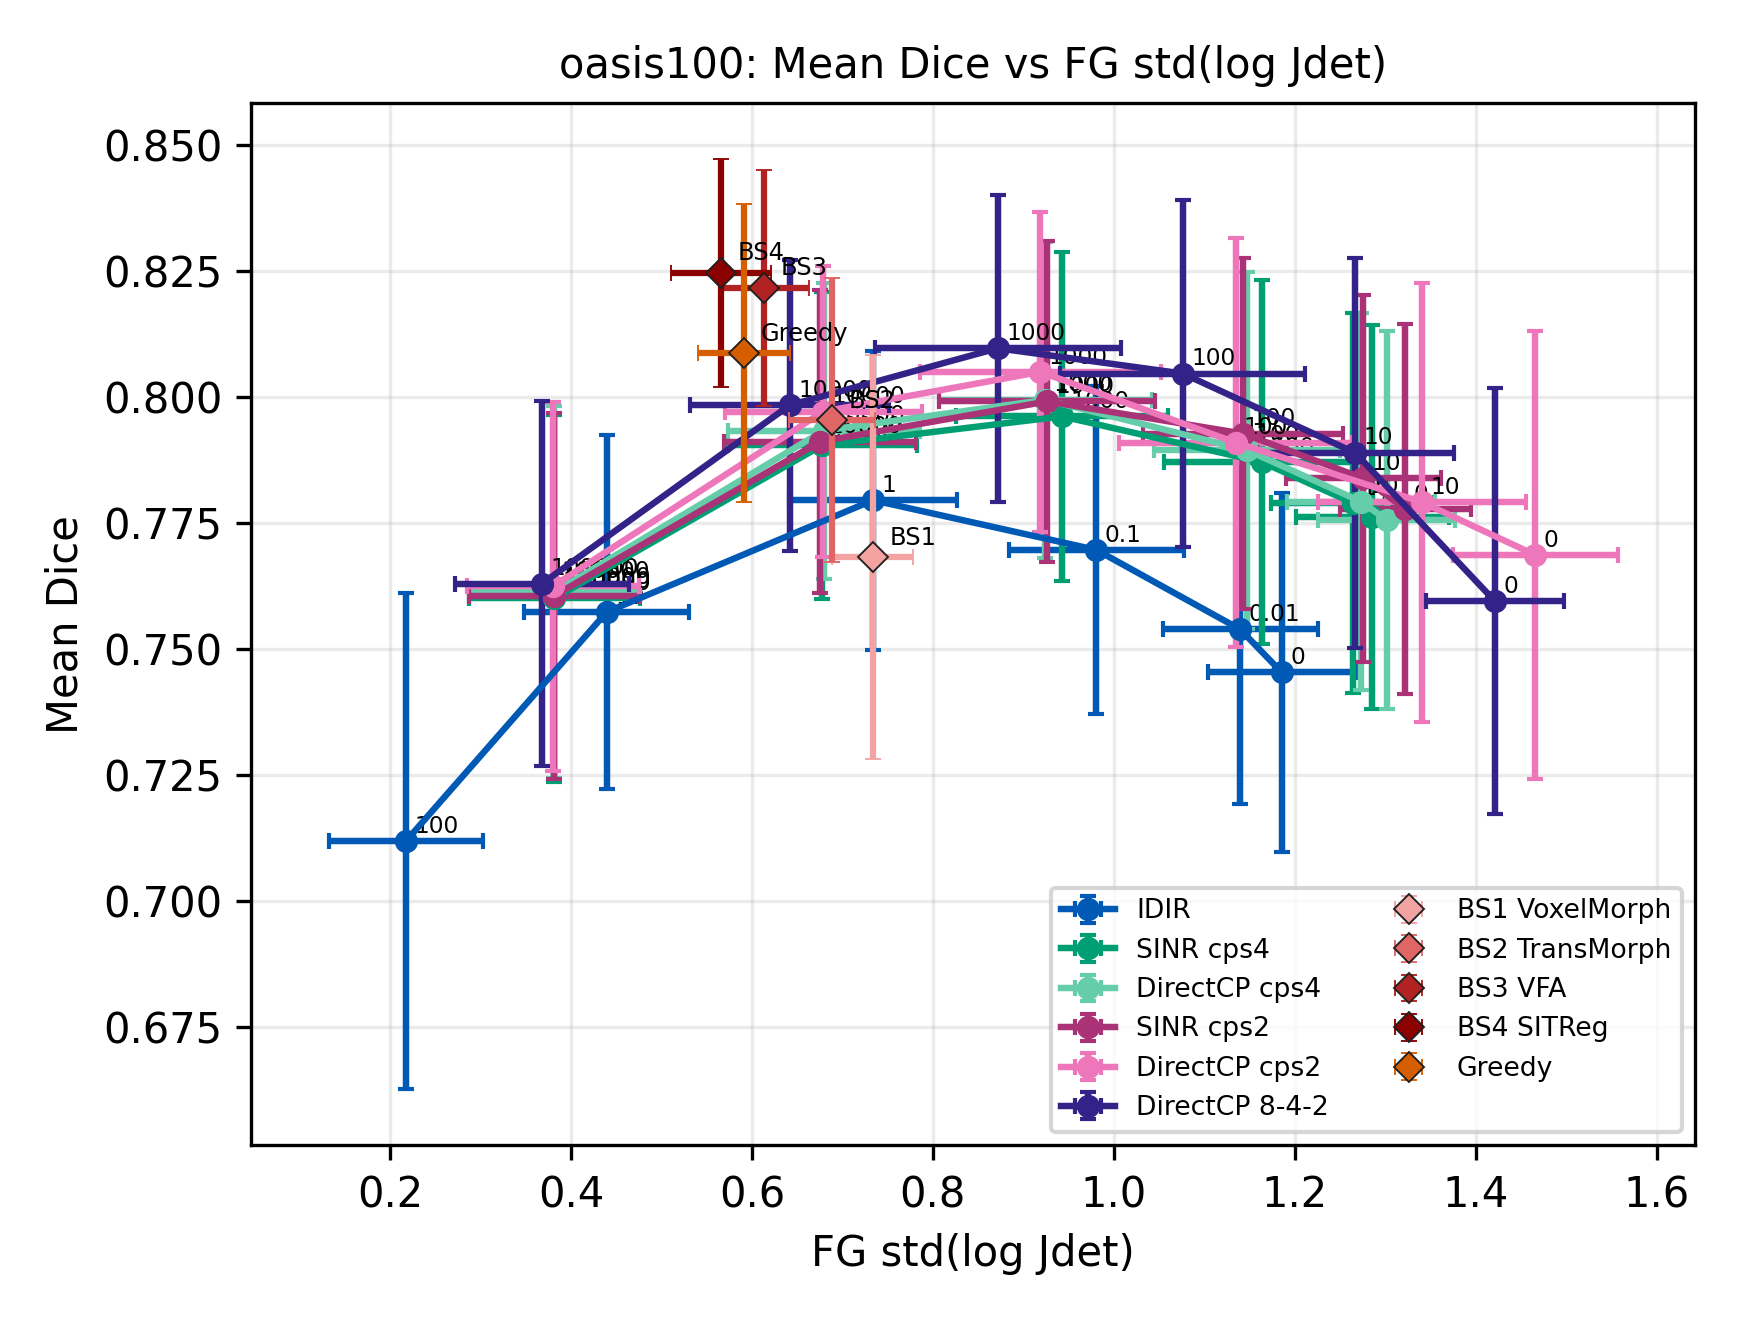 oasis100: Mean Dice vs FG std(log Jdet)
0.850
0.825
0.800
0.775
0.750
0.725
0.700
0.675
Mean Dice
BS4
BS3
Greedy
BS2
BS1
1000
100
10
0
10
0
1
0.1
0.01
0
100
IDIR
SINR cps4
DirectCP cps4
SINR cps2
DirectCP cps2
DirectCP 8-4-2
BS1 VoxelMorph
BS2 TransMorph
BS3 VFA
BS4 SITReg
Greedy
0.2
0.4
0.6
0.8
1.0
1.2
1.4
1.6
FG std(log Jdet)